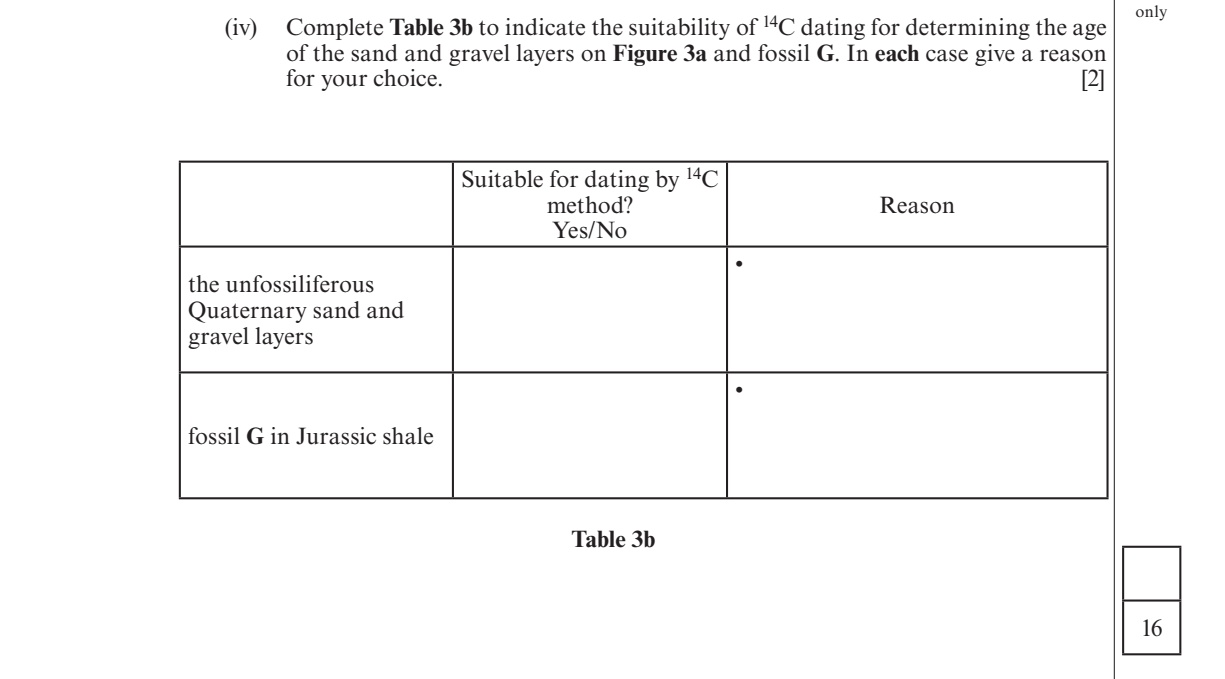 only
(iv) Complete Table 3b to indicate the suitability of ¹⁴C dating for determining the age
of the sand and gravel layers on Figure 3a and fossil G. In each case give a reason
for your choice. [2]
Suitable for dating by ¹⁴C
method?
Yes/No
Reason
the unfossiliferous
Quaternary sand and
gravel layers
•
fossil G in Jurassic shale
•
Table 3b
16